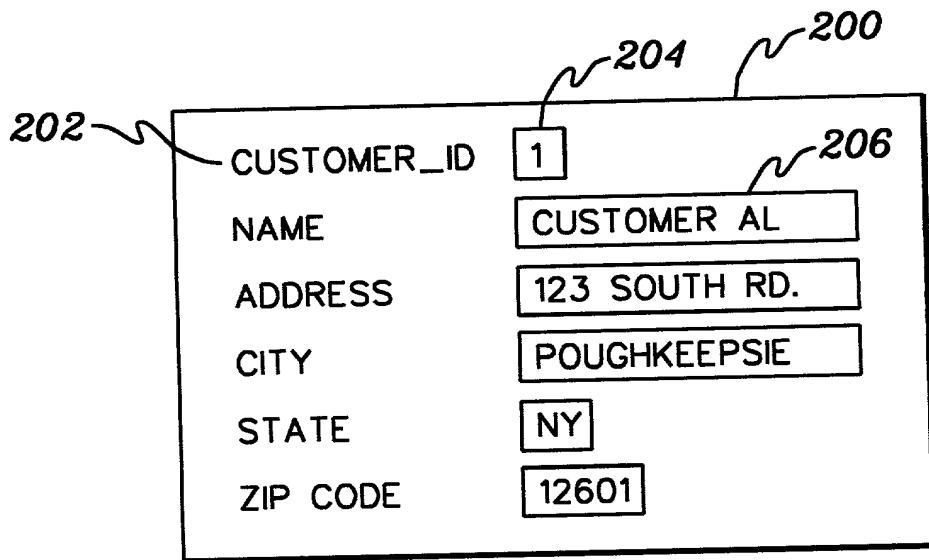 200
204
202 CUSTOMER_ID 1
206
NAME CUSTOMER AL
ADDRESS 123 SOUTH RD.
CITY POUGHKEEPSIE
STATE NY
ZIP CODE 12601